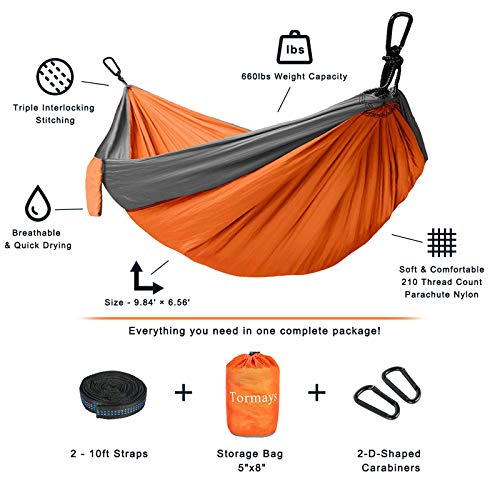 lbs
660lbs Weight Capacity
Triple Interlocking
Stitching
Breathable
& Quick Drying
Size - 9.84' × 6.56'
Soft & Comfortable
210 Thread Count
Parachute Nylon
Everything you need in one complete package!
Tormays
2 - 10ft Straps
Storage Bag
5"x8"
2-D-Shaped
Carabiners